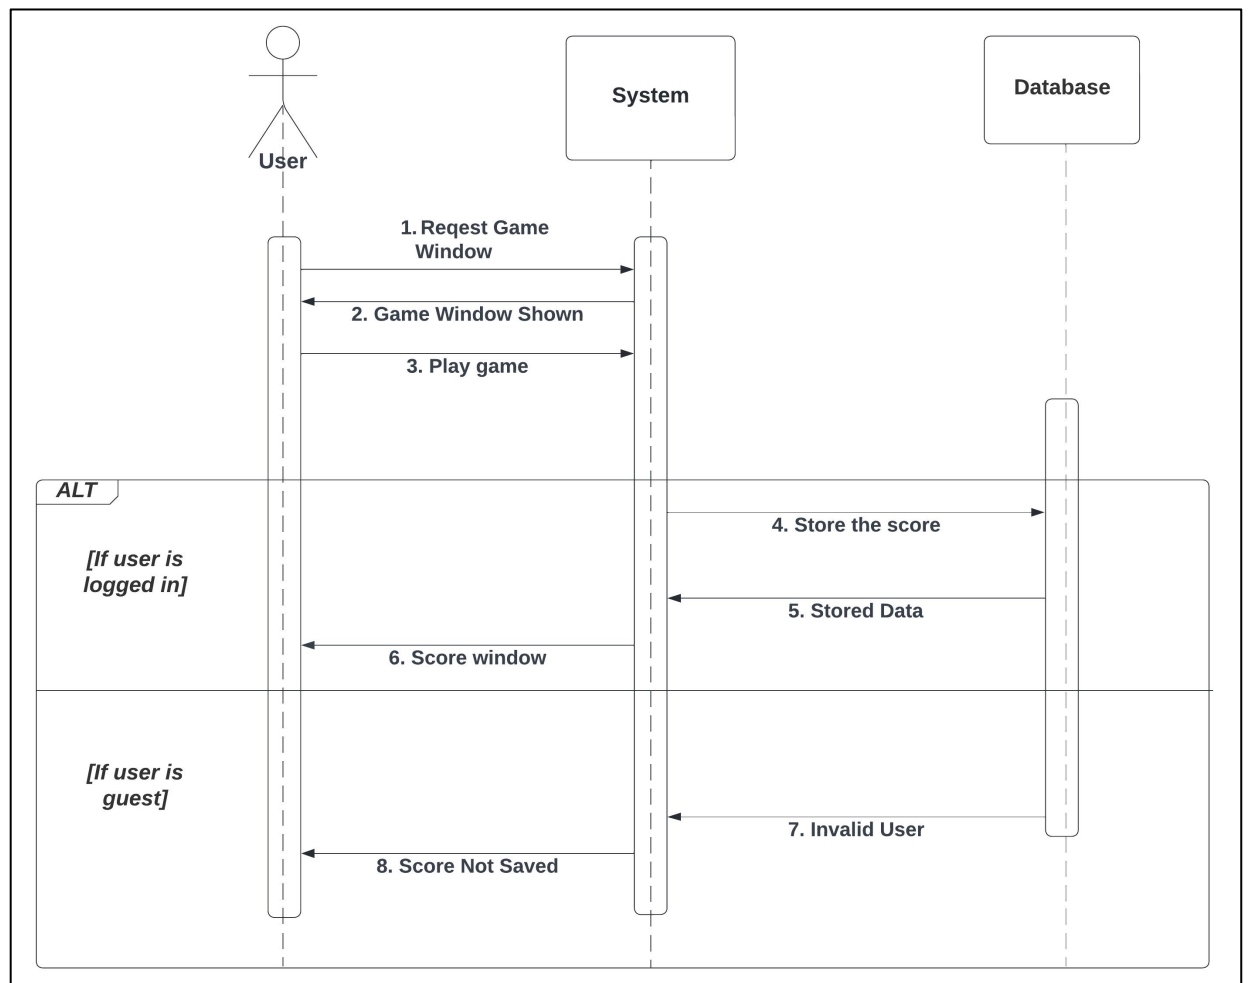 System
Database
User
1. Reqest Game
Window
2. Game Window Shown
3. Play game
ALT
4. Store the score
[If user is
logged in]
5. Stored Data
6. Score window
[If user is
guest]
7. Invalid User
8. Score Not Saved